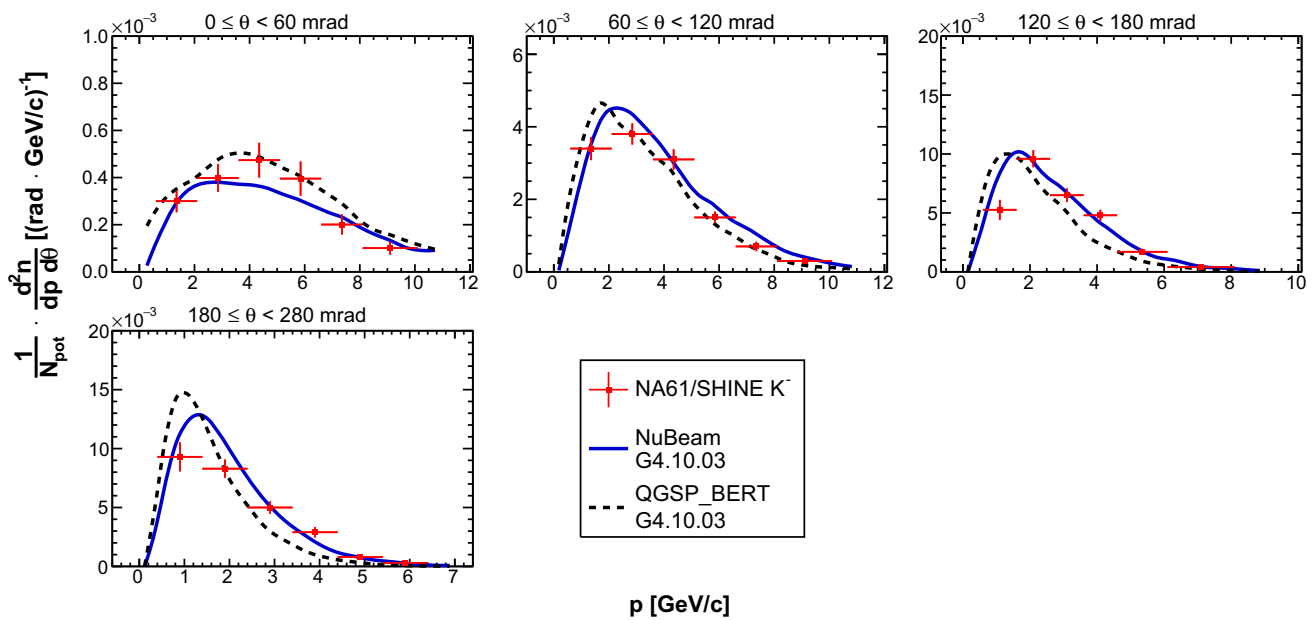 ×10⁻³ 0 ≤ θ < 60 mrad
1.0
0.8
0.6
0.4
0.2
0.0
0 2 4 6 8 10 12
×10⁻³ 60 ≤ θ < 120 mrad
6
4
2
0
0 2 4 6 8 10 12
×10⁻³ 120 ≤ θ < 180 mrad
20
15
10
5
0
0 2 4 6 8 10
1/N_pot · d²n/dp dθ [(rad · GeV/c)⁻¹]
×10⁻³ 180 ≤ θ < 280 mrad
20
15
10
5
0
0 1 2 3 4 5 6 7
NA61/SHINE K⁻
NuBeam
G4.10.03
QGSP_BERT
G4.10.03
p [GeV/c]